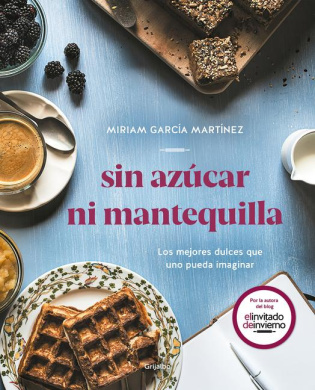 MIRIAM GARCÍA MARTÍNEZ
sin azúcar
ni mantequilla
Los mejores dulces que
uno pueda imaginar
Por la autora
del blog
elinvitado
deinvierno
Grijalbo